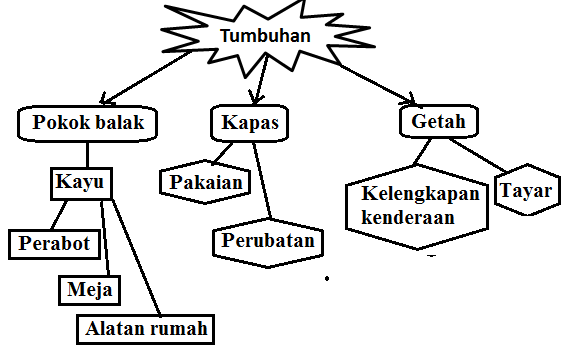 Tumbuhan
Pokok balak
Kapas
Getah
Kayu
Pakaian
Kelengkapan
kenderaan
Tayar
Perabot
Perubatan
Meja
Alatan rumah